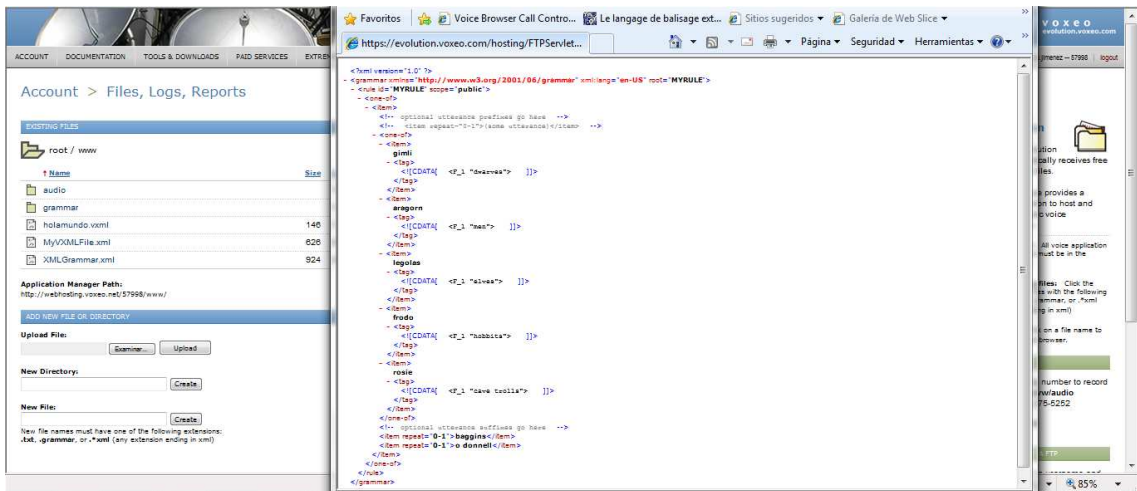 Favoritos
Voice Browser Call Contro...
Le langage de balisage ext...
Sitios sugeridos
Galería de Web Slice
https://evolution.voxeo.com/hosting/FTPServlet...
Página
Seguridad
Herramientas
voxeo
evolution.voxeo.com
ACCOUNT DOCUMENTATION TOOLS & DOWNLOADS PAID SERVICES
jimenez — 57998 | logout
Account > Files, Logs, Reports
EXISTING FILES
root / www
Name Size
audio
grammar
holamundo.vxml 146
MyVXMLFile.xml 626
XMLGrammar.xml 924
Application Manager Path:
http://webhosting.voxeo.net/57998/www/
ADD NEW FILE OR DIRECTORY
Upload File:
Examinar... Upload
New Directory:
Create
New File:
Create
New file names must have one of the following extensions:
.txt, .grammar, or .*xml (any extension ending in xml)
<?xml version="1.0" ?>
- <grammar xmlns="http://www.w3.org/2001/06/grammar" xml:lang="en-US" root="MYRULE">
- <rule id="MYRULE" scope="public">
- <one-of>
- <item>
<!-- optional utterance prefixes go here -->
<!-- <item repeat="0-1">(some utterance)</item> -->
- <one-of>
- <item>
gimli
- <tag>
<![CDATA[ <F_1 "dwarves"> ]]>
</tag>
</item>
- <item>
aragorn
- <tag>
<![CDATA[ <F_1 "men"> ]]>
</tag>
</item>
- <item>
legolas
- <tag>
<![CDATA[ <F_1 "elves"> ]]>
</tag>
</item>
- <item>
frodo
- <tag>
<![CDATA[ <F_1 "hobbits"> ]]>
</tag>
</item>
- <item>
rosie
- <tag>
<![CDATA[ <F_1 "cave trolls"> ]]>
</tag>
</item>
</one-of>
<!-- optional utterance suffixes go here -->
<item repeat="0-1">baggins</item>
<item repeat="0-1">o donnell</item>
</item>
</one-of>
</rule>
</grammar>
cally receives free
provides a
on to host and
voice
All voice application
must be in the
files: Click the
with the following
.*xml
ng in xml)
on a file name to
browser.
number to record
75-5252
85%